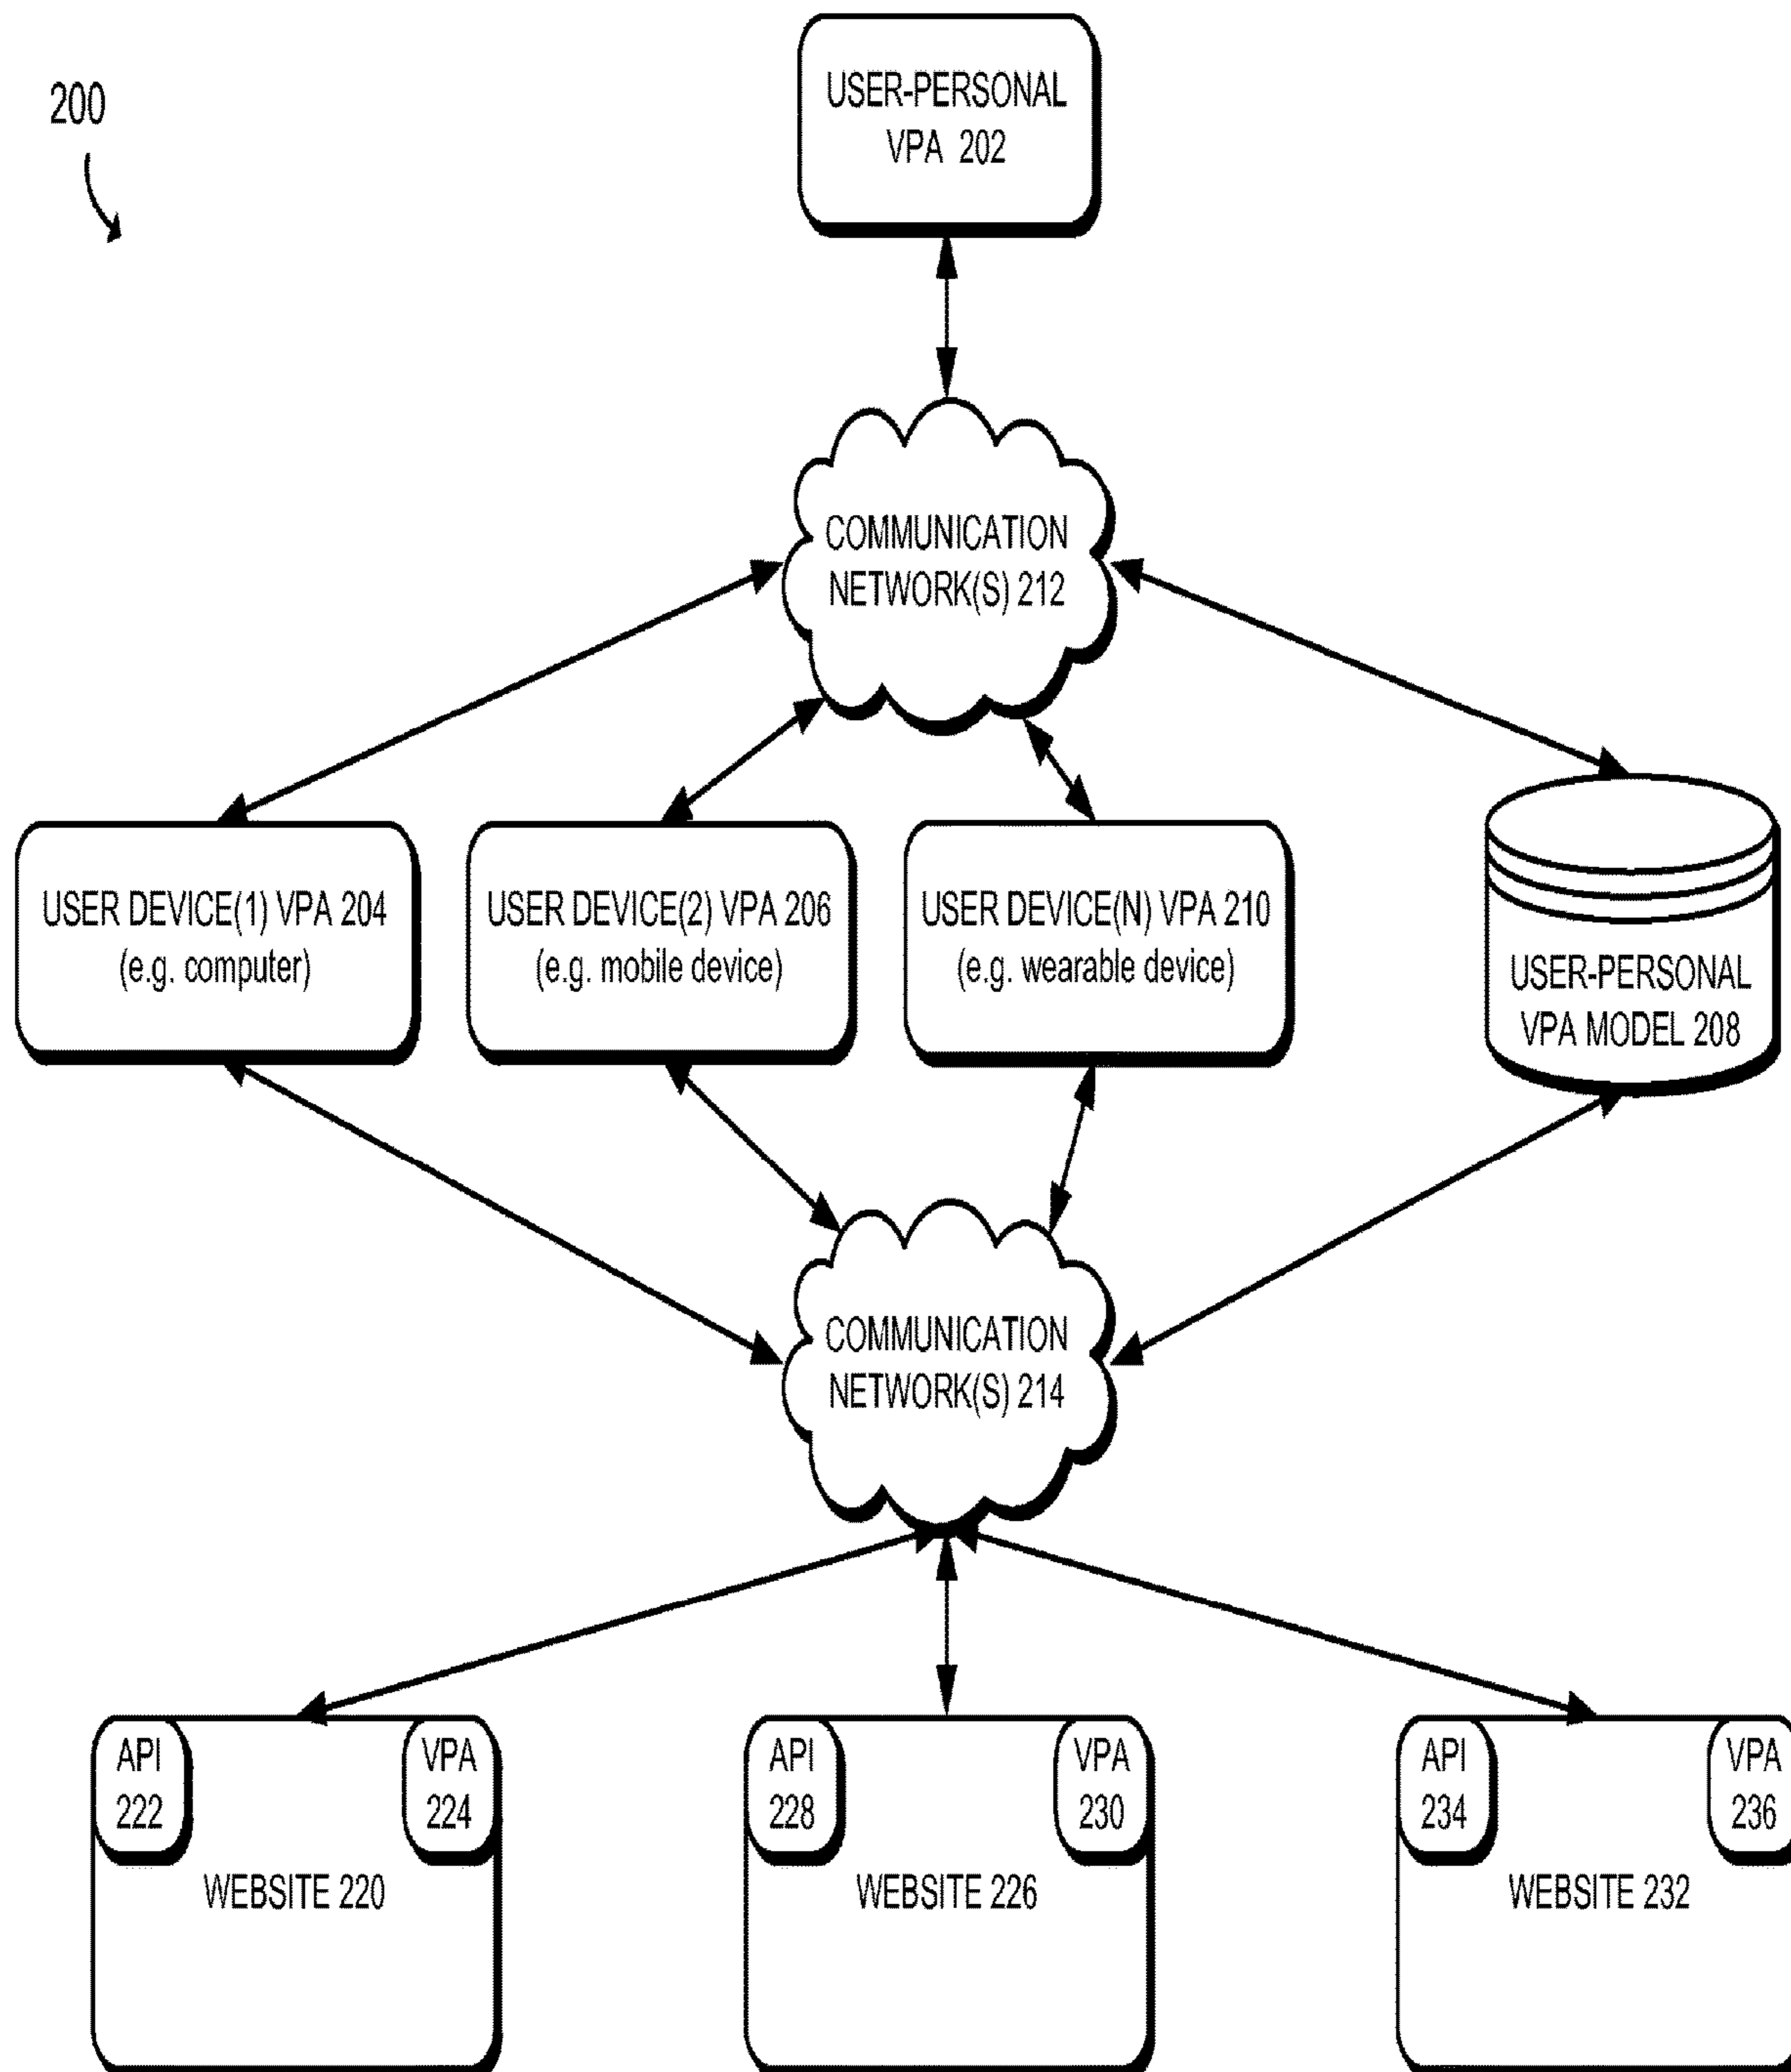 200
USER-PERSONAL
VPA 202
COMMUNICATION
NETWORK(S) 212
USER DEVICE(1) VPA 204
(e.g. computer)
USER DEVICE(2) VPA 206
(e.g. mobile device)
USER DEVICE(N) VPA 210
(e.g. wearable device)
USER-PERSONAL
VPA MODEL 208
COMMUNICATION
NETWORK(S) 214
API
222
VPA
224
WEBSITE 220
API
228
VPA
230
WEBSITE 226
API
234
VPA
236
WEBSITE 232